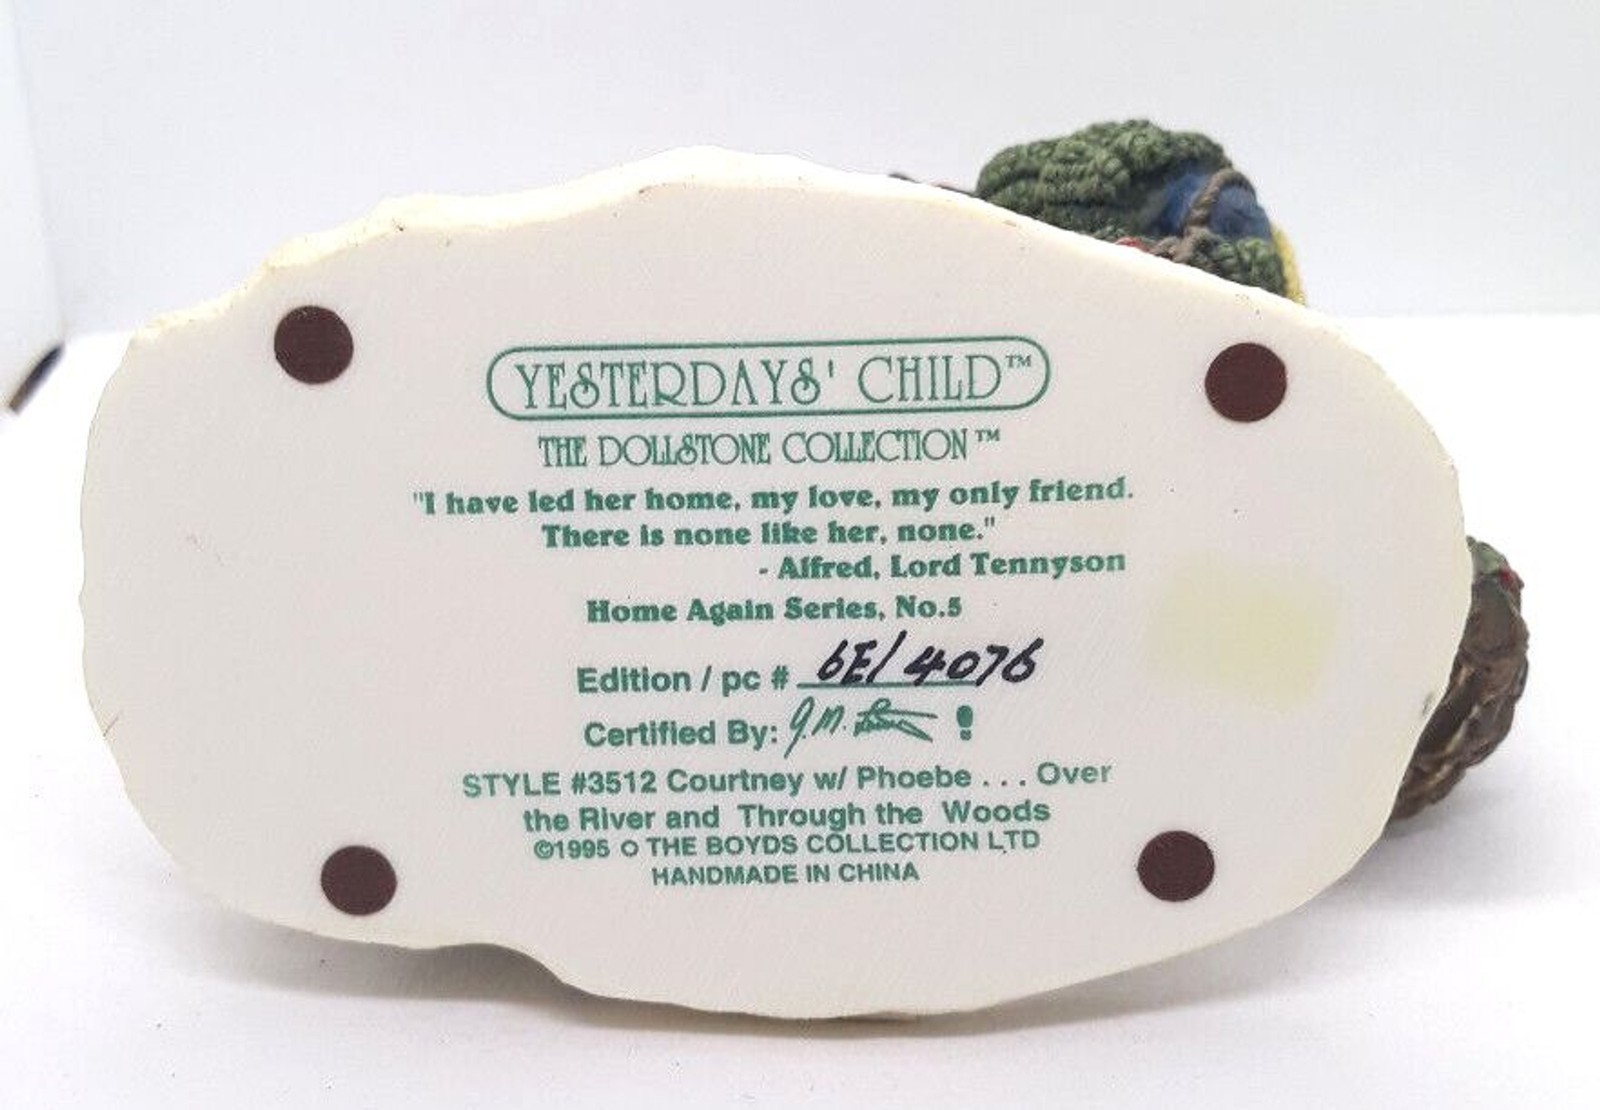 YESTERDAYS' CHILD™
THE DOLLSTONE COLLECTION™
"I have led her home, my love, my only friend.
There is none like her, none."
- Alfred, Lord Tennyson
Home Again Series, No.5
Edition / pc # 6E/4076
Certified By: G.M. !
STYLE #3512 Courtney w/ Phoebe . . . Over
the River and Through the Woods
©1995 O THE BOYDS COLLECTION LTD
HANDMADE IN CHINA